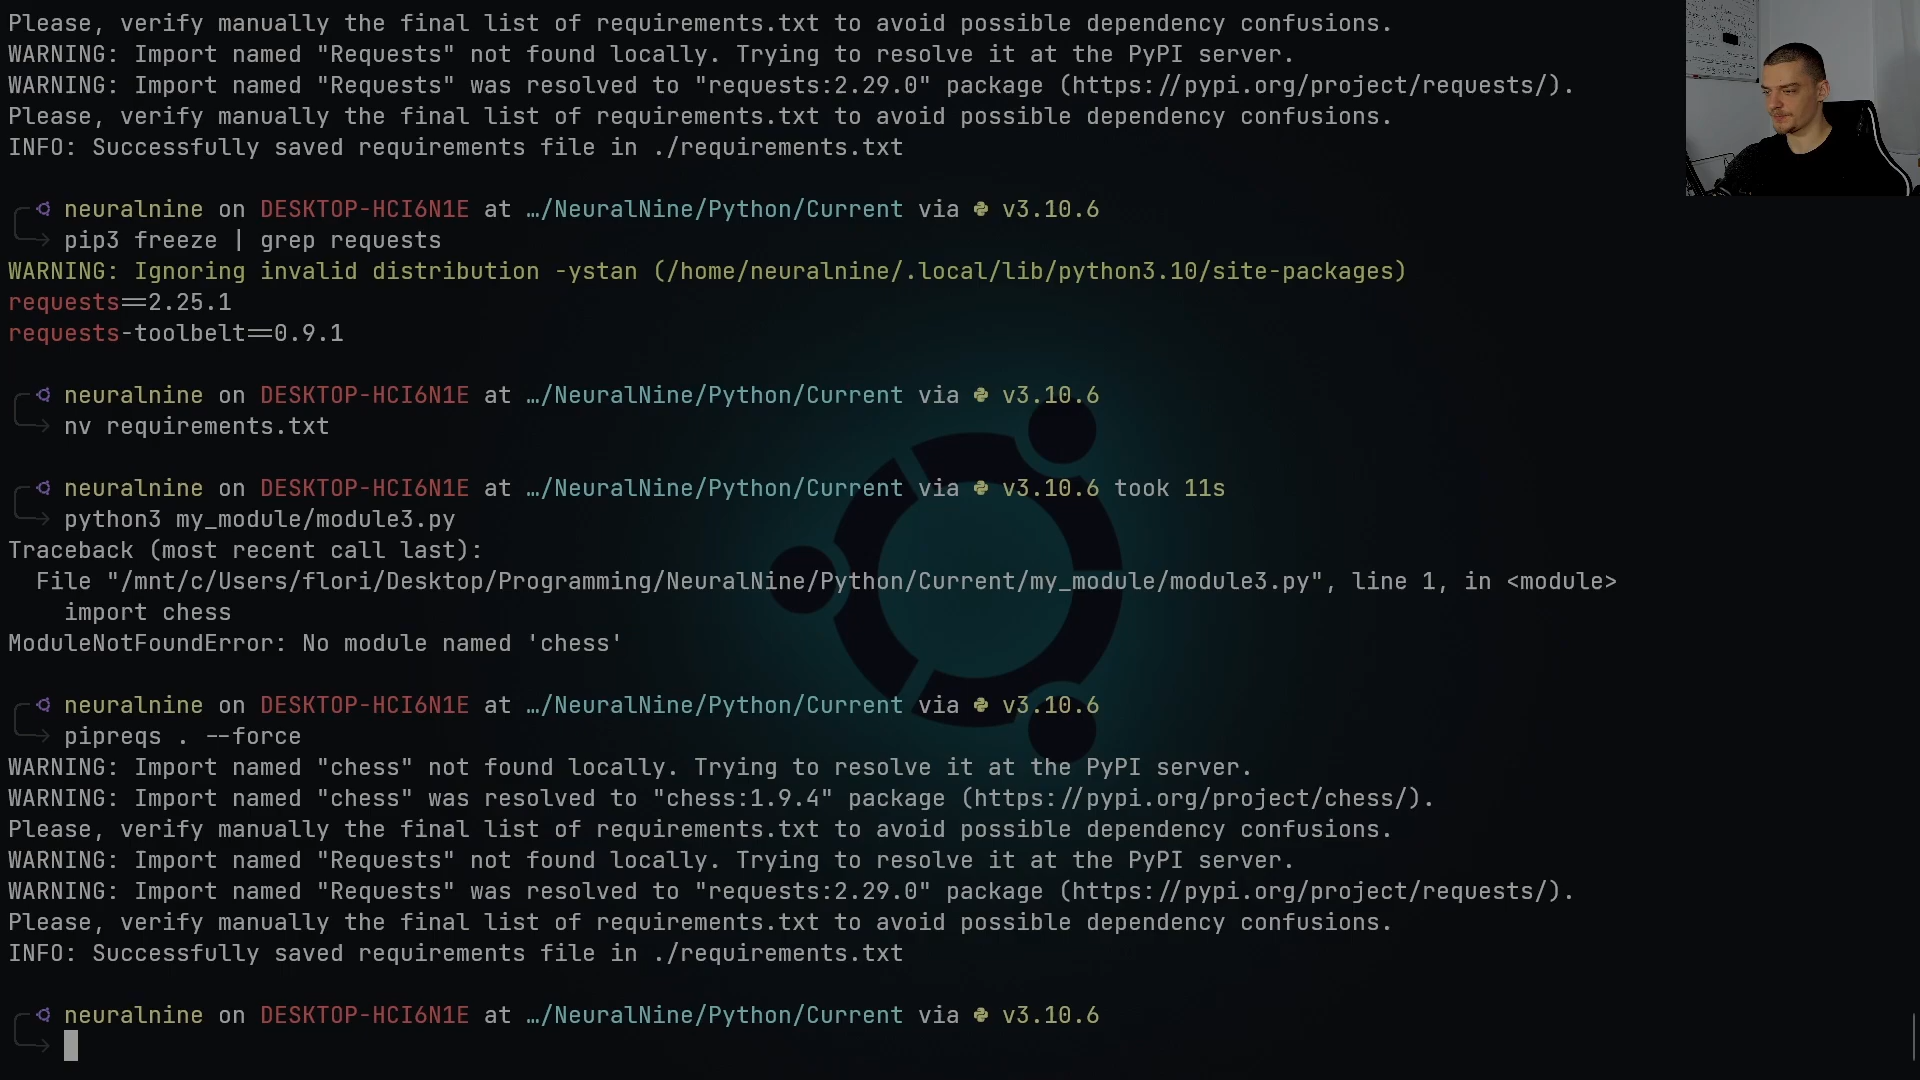 Please, verify manually the final list of requirements.txt to avoid possible dependency confusions.
WARNING: Import named "Requests" not found locally. Trying to resolve it at the PyPI server.
WARNING: Import named "Requests" was resolved to "requests:2.29.0" package (https://pypi.org/project/requests/).
Please, verify manually the final list of requirements.txt to avoid possible dependency confusions.
INFO: Successfully saved requirements file in ./requirements.txt
neuralnine on DESKTOP-HCI6N1E at …/NeuralNine/Python/Current via v3.10.6
pip3 freeze | grep requests
WARNING: Ignoring invalid distribution -ystan (/home/neuralnine/.local/lib/python3.10/site-packages)
requests==2.25.1
requests-toolbelt==0.9.1
neuralnine on DESKTOP-HCI6N1E at …/NeuralNine/Python/Current via v3.10.6
nv requirements.txt
neuralnine on DESKTOP-HCI6N1E at …/NeuralNine/Python/Current via v3.10.6 took 11s
python3 my_module/module3.py
Traceback (most recent call last):
File "/mnt/c/Users/flori/Desktop/Programming/NeuralNine/Python/Current/my_module/module3.py", line 1, in <module>
import chess
ModuleNotFoundError: No module named 'chess'
neuralnine on DESKTOP-HCI6N1E at …/NeuralNine/Python/Current via v3.10.6
pipreqs . --force
WARNING: Import named "chess" not found locally. Trying to resolve it at the PyPI server.
WARNING: Import named "chess" was resolved to "chess:1.9.4" package (https://pypi.org/project/chess/).
Please, verify manually the final list of requirements.txt to avoid possible dependency confusions.
WARNING: Import named "Requests" not found locally. Trying to resolve it at the PyPI server.
WARNING: Import named "Requests" was resolved to "requests:2.29.0" package (https://pypi.org/project/requests/).
Please, verify manually the final list of requirements.txt to avoid possible dependency confusions.
INFO: Successfully saved requirements file in ./requirements.txt
neuralnine on DESKTOP-HCI6N1E at …/NeuralNine/Python/Current via v3.10.6